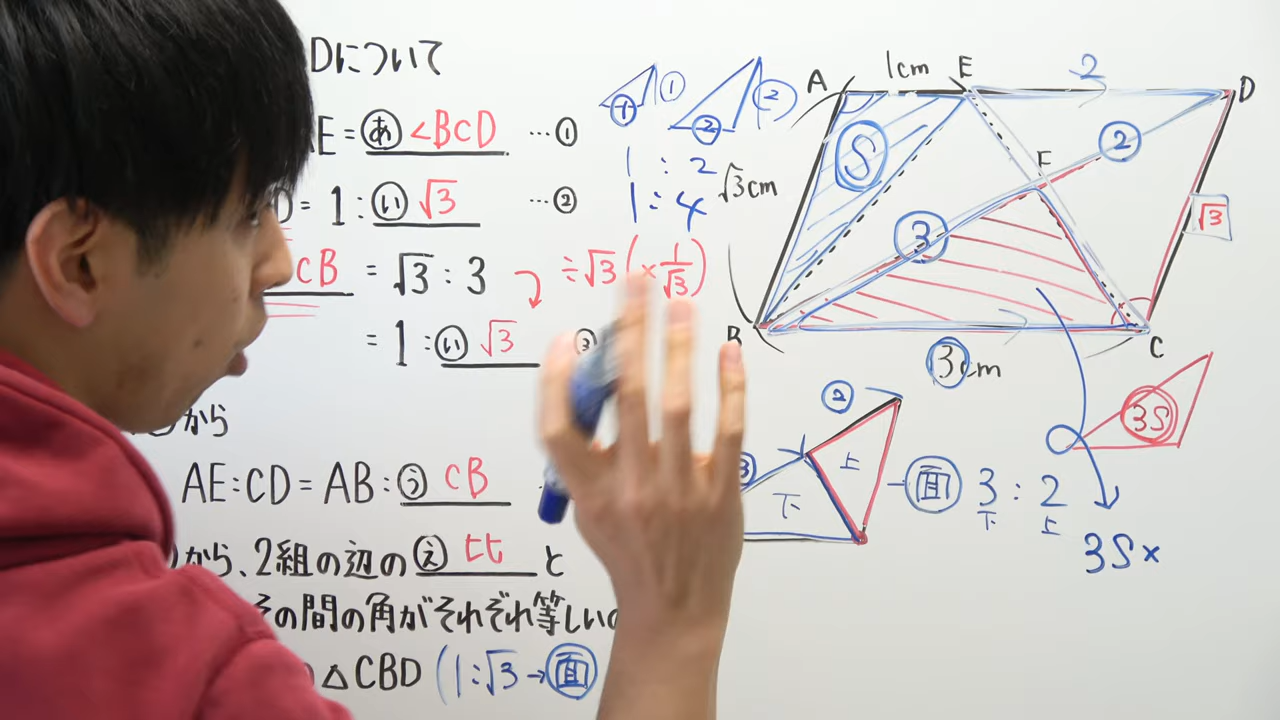 Dについて
E = あ ∠BCD …①
= 1 : い √3 …②
CB = √3 : 3
÷√3 (×1/√3)
= 1 : い √3
から
AE : CD = AB : う CB
から、2組の辺の え 比 と
その間の角がそれぞれ等しい
△CBD (1 : √3 → 面
① ①
② ②
1 : 2
1 : 4
A 1cm E 2 D
S
√3cm
F
②
③
√3
B 3cm C
②
3S
上
下
面 3 : 2
下 上
3S×